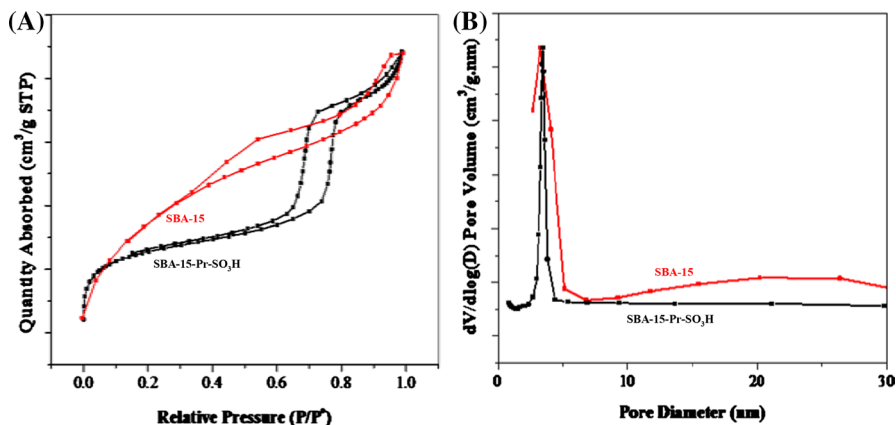 (A)
Quantity Absorbed (cm³/g STP)
SBA-15
SBA-15-Pr-SO₃H
0.0 0.2 0.4 0.6 0.8 1.0
Relative Pressure (P/P°)
(B)
dV/dlog(D) Pore Volume (cm³/g.nm)
SBA-15
SBA-15-Pr-SO₃H
0 10 20 30
Pore Diameter (nm)